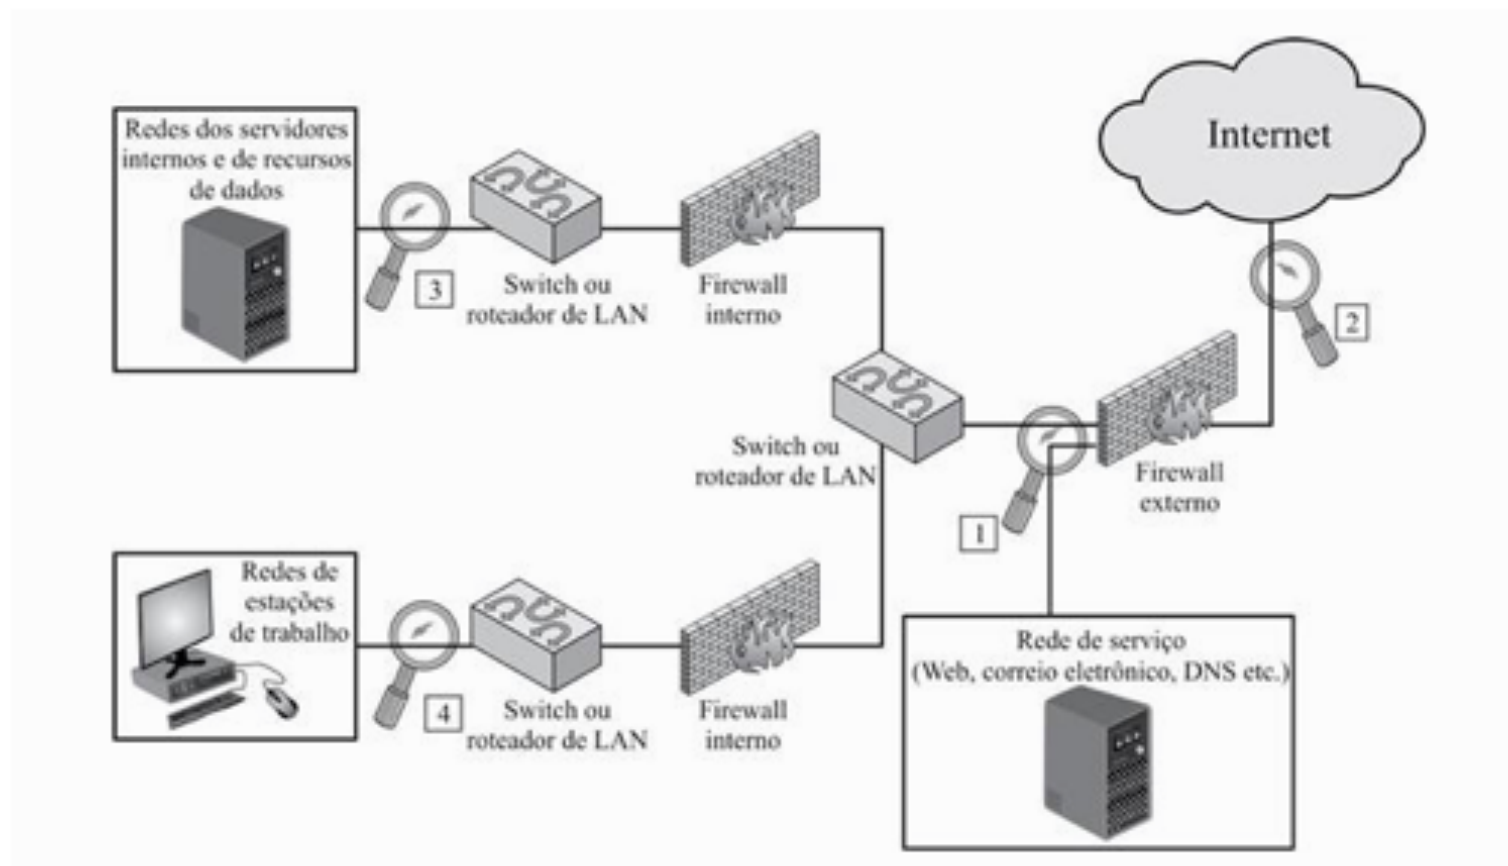 Redes dos servidores
internos e de recursos
de dados
3
Switch ou
roteador de LAN
Firewall
interno
Internet
2
Switch ou
roteador de LAN
1
Firewall
externo
Redes de
estações
de trabalho
4
Switch ou
roteador de LAN
Firewall
interno
Rede de serviço
(Web, correio eletrônico, DNS etc.)